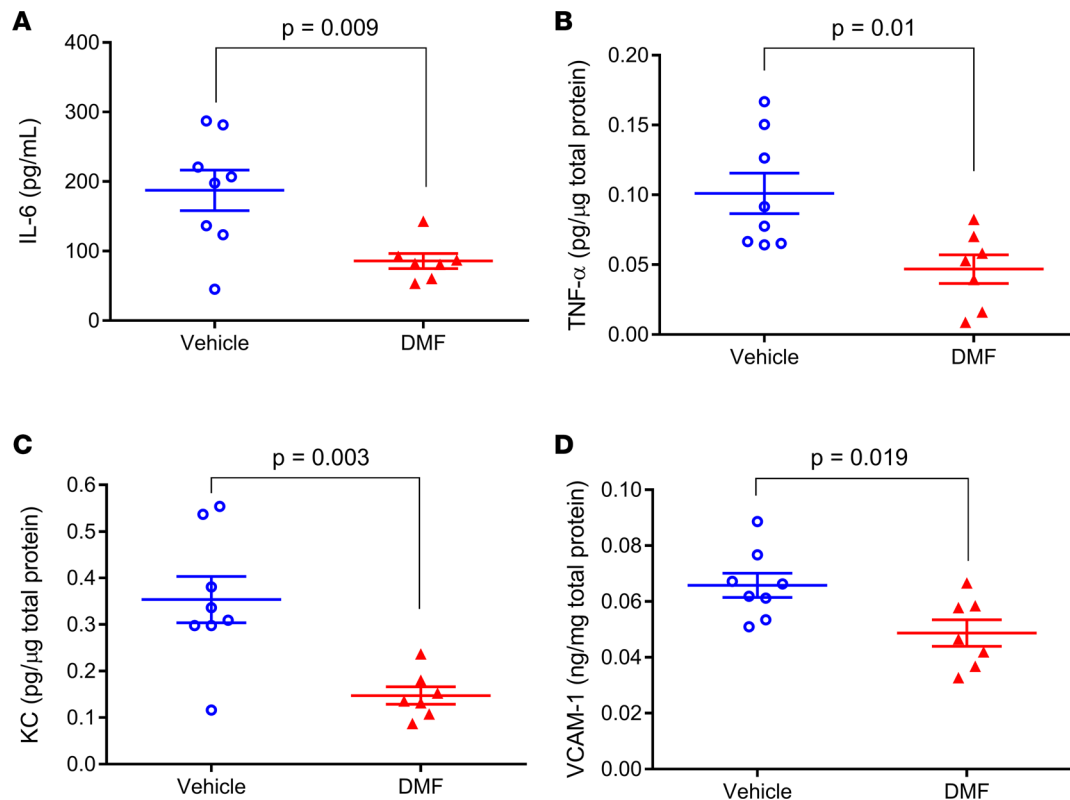 A
p = 0.009
IL-6 (pg/mL)
400
300
200
100
0
Vehicle
DMF
B
p = 0.01
TNF-α (pg/μg total protein)
0.20
0.15
0.10
0.05
0.00
Vehicle
DMF
C
p = 0.003
KC (pg/μg total protein)
0.6
0.5
0.4
0.3
0.2
0.1
0.0
Vehicle
DMF
D
p = 0.019
VCAM-1 (ng/mg total protein)
0.10
0.08
0.06
0.04
0.02
0.00
Vehicle
DMF